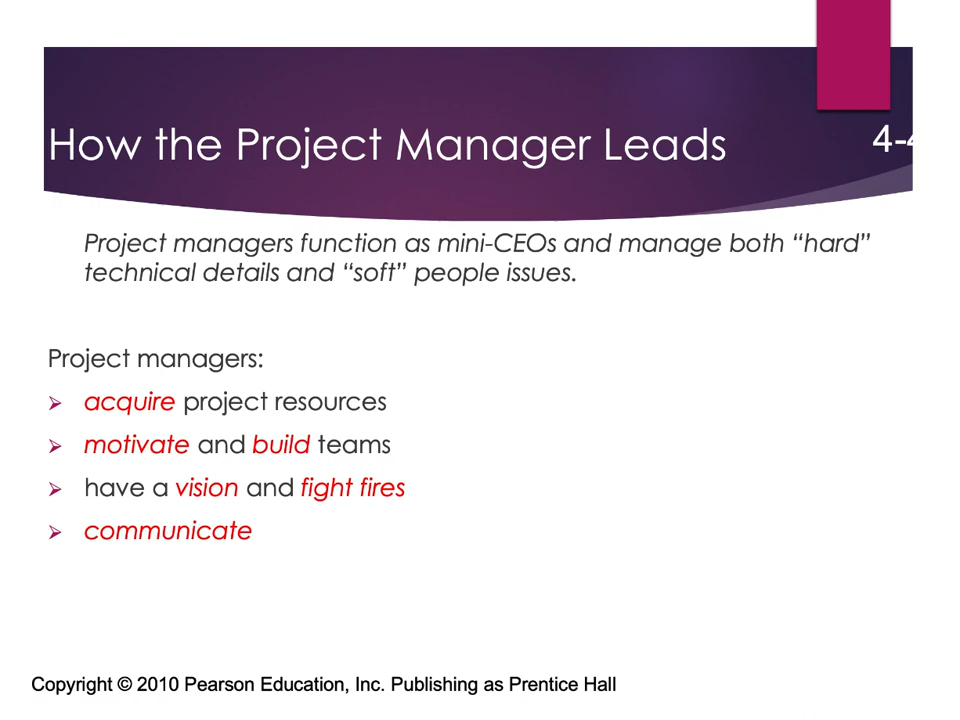 How the Project Manager Leads
4-4
Project managers function as mini-CEOs and manage both “hard”
technical details and “soft” people issues.
Project managers:
➢ acquire project resources
➢ motivate and build teams
➢ have a vision and fight fires
➢ communicate
Copyright © 2010 Pearson Education, Inc. Publishing as Prentice Hall